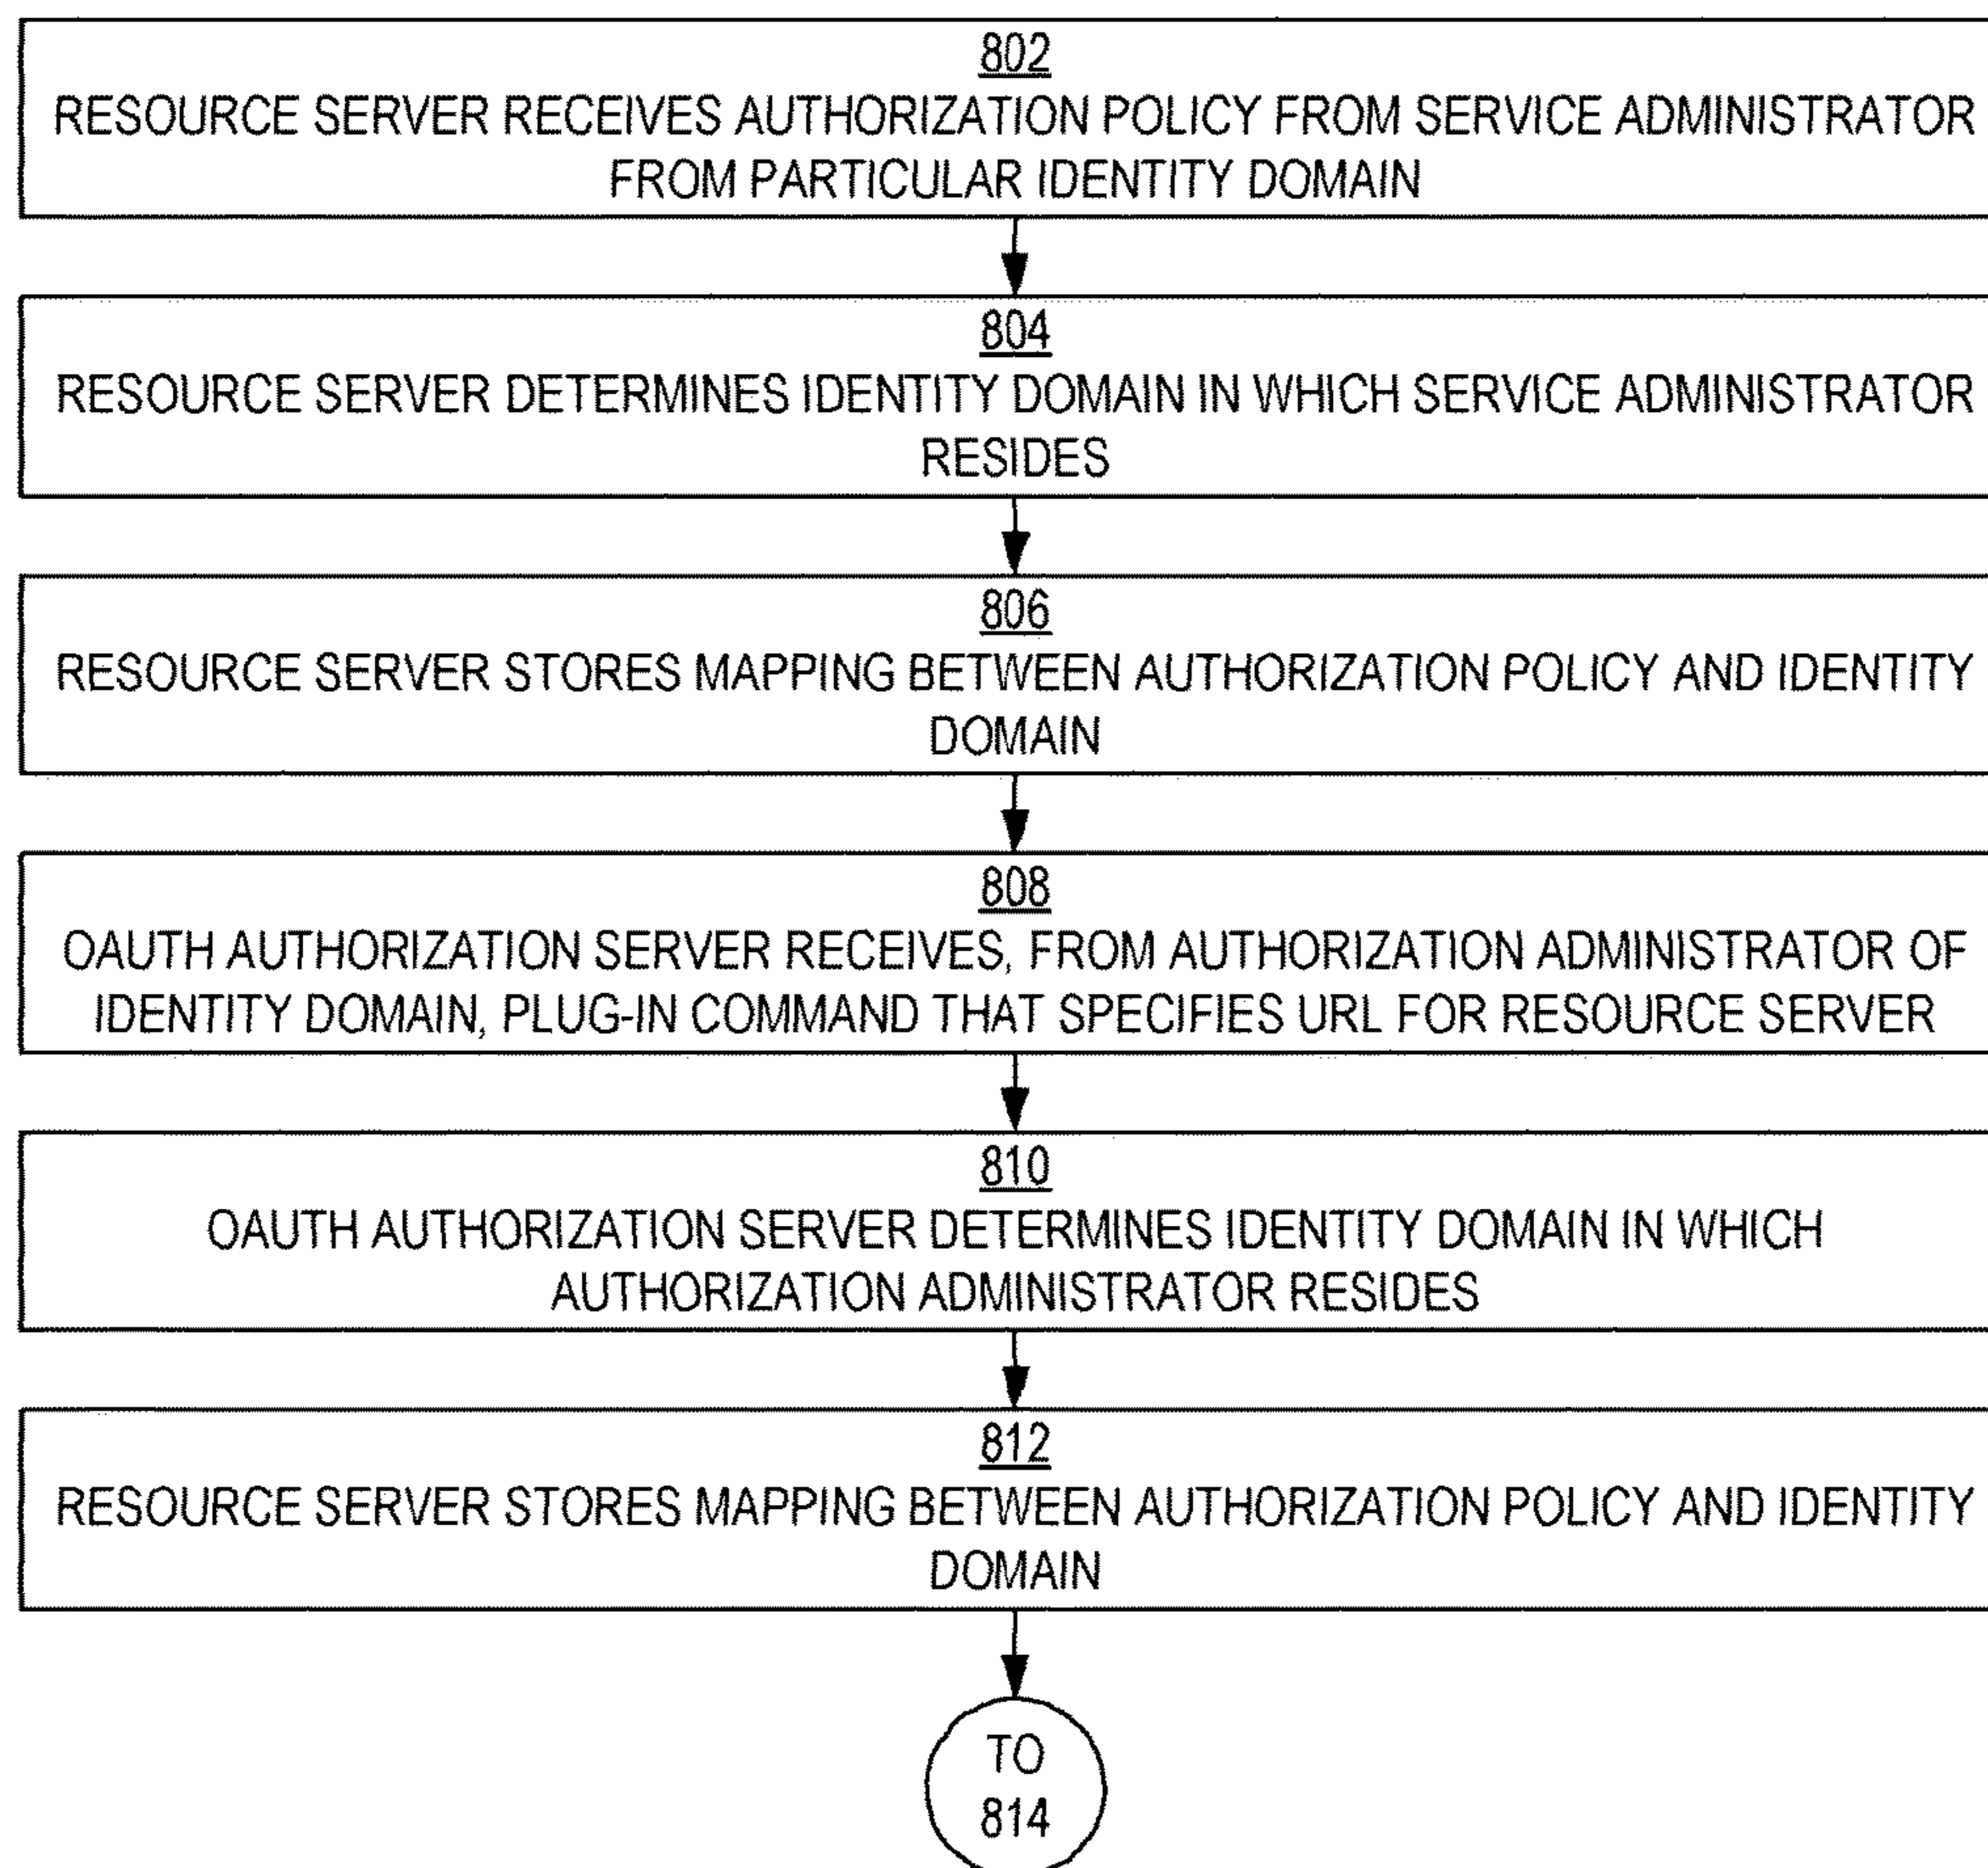 802
RESOURCE SERVER RECEIVES AUTHORIZATION POLICY FROM SERVICE ADMINISTRATOR
FROM PARTICULAR IDENTITY DOMAIN
804
RESOURCE SERVER DETERMINES IDENTITY DOMAIN IN WHICH SERVICE ADMINISTRATOR
RESIDES
806
RESOURCE SERVER STORES MAPPING BETWEEN AUTHORIZATION POLICY AND IDENTITY
DOMAIN
808
OAUTH AUTHORIZATION SERVER RECEIVES, FROM AUTHORIZATION ADMINISTRATOR OF
IDENTITY DOMAIN, PLUG-IN COMMAND THAT SPECIFIES URL FOR RESOURCE SERVER
810
OAUTH AUTHORIZATION SERVER DETERMINES IDENTITY DOMAIN IN WHICH
AUTHORIZATION ADMINISTRATOR RESIDES
812
RESOURCE SERVER STORES MAPPING BETWEEN AUTHORIZATION POLICY AND IDENTITY
DOMAIN
TO
814